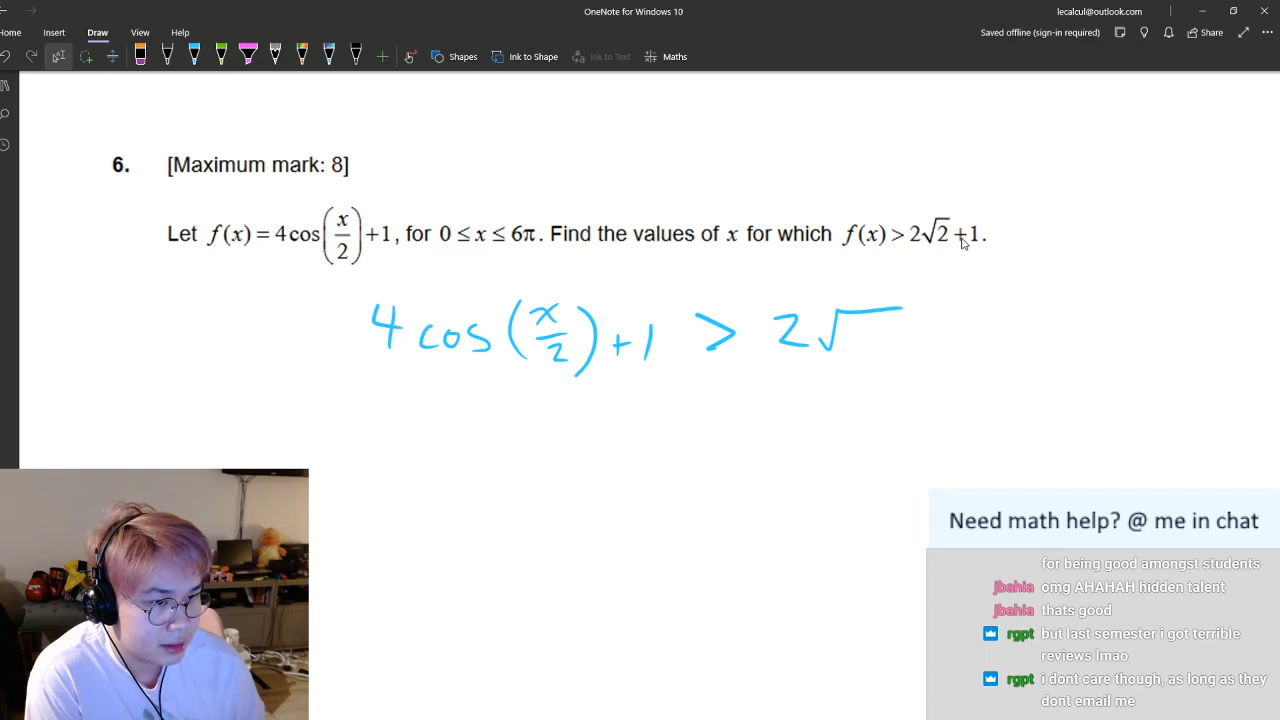 OneNote for Windows 10
lecalcul@outlook.com
Home Insert Draw View Help
Saved offline (sign-in required) Share
Shapes Ink to Shape Ink to Text Maths
6. [Maximum mark: 8]
Let f(x) = 4cos(x/2)+1, for 0 ≤ x ≤ 6π. Find the values of x for which f(x) > 2√2+1.
4 cos(x/2)+1 > 2√
Need math help? @ me in chat
for being good amongst students
jbahia omg AHAHAH hidden talent
jbahia thats good
rgpt but last semester i got terrible
reviews lmao
rgpt i dont care though, as long as they
dont email me